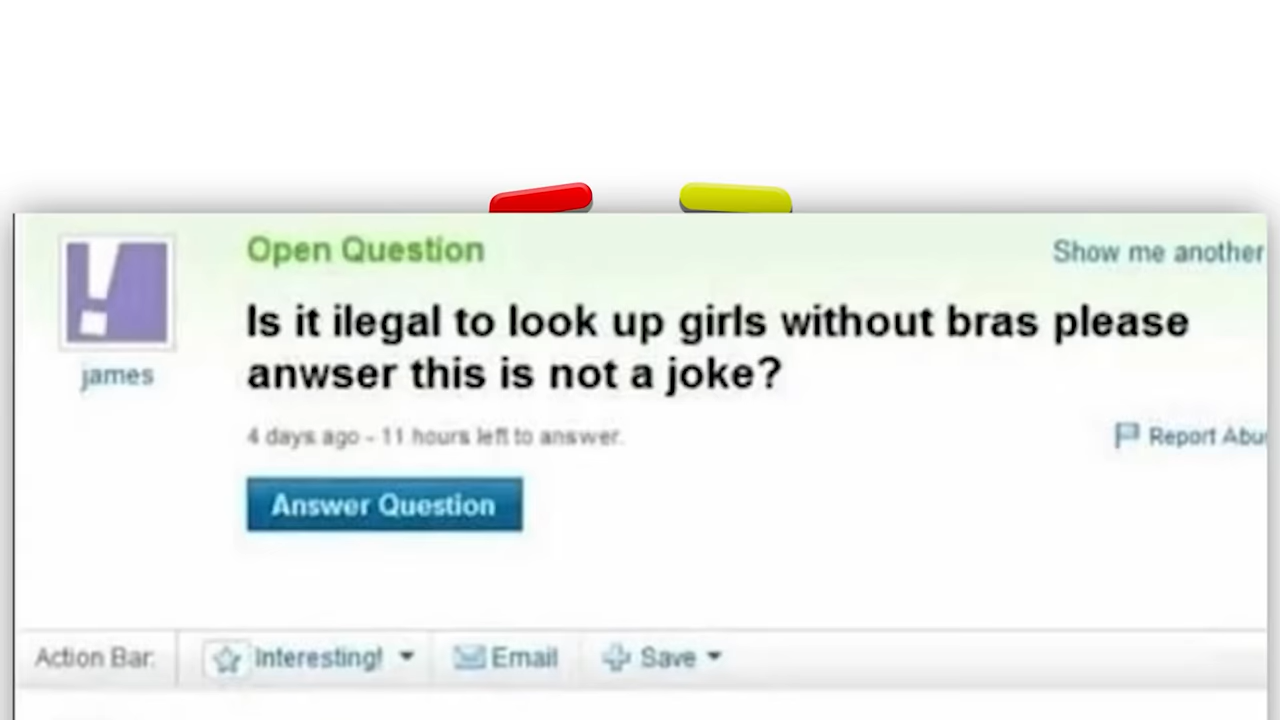 Open Question
Show me another
Is it ilegal to look up girls without bras please
anwser this is not a joke?
james
4 days ago - 11 hours left to answer.
Report Abu
Answer Question
Action Bar:
Interesting!
Email
Save